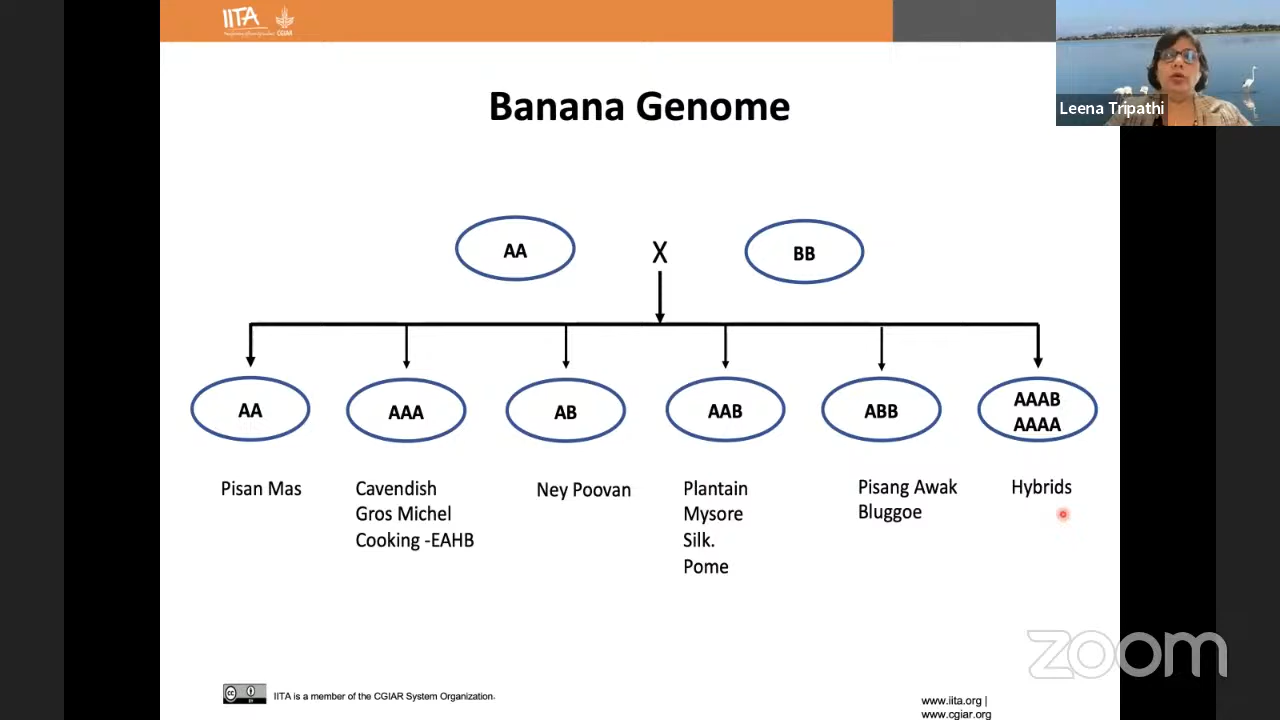 IITA
CGIAR
Leena Tripathi
Banana Genome
AA
X
BB
AA
AAA
AB
AAB
ABB
AAAB
AAAA
Pisan Mas
Cavendish
Gros Michel
Cooking -EAHB
Ney Poovan
Plantain
Mysore
Silk.
Pome
Pisang Awak
Bluggoe
Hybrids
zoom
IITA is a member of the CGIAR System Organization.
www.iita.org |
www.cgiar.org